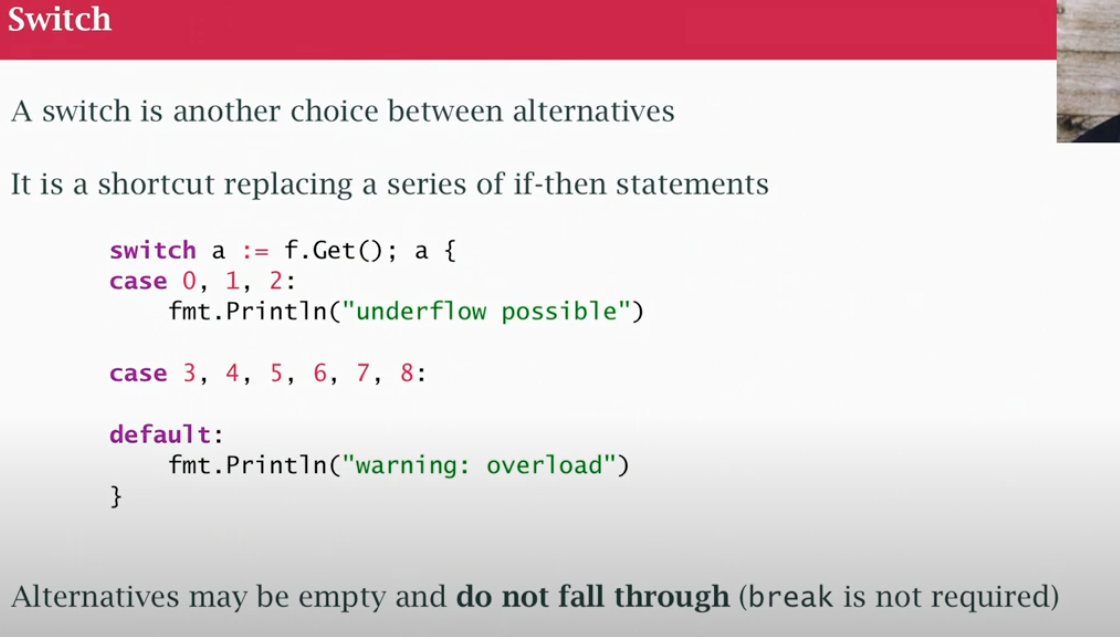 Switch
A switch is another choice between alternatives
It is a shortcut replacing a series of if-then statements
switch a := f.Get(); a {
case 0, 1, 2:
    fmt.Println("underflow possible")
case 3, 4, 5, 6, 7, 8:
default:
    fmt.Println("warning: overload")
}
Alternatives may be empty and do not fall through (break is not required)